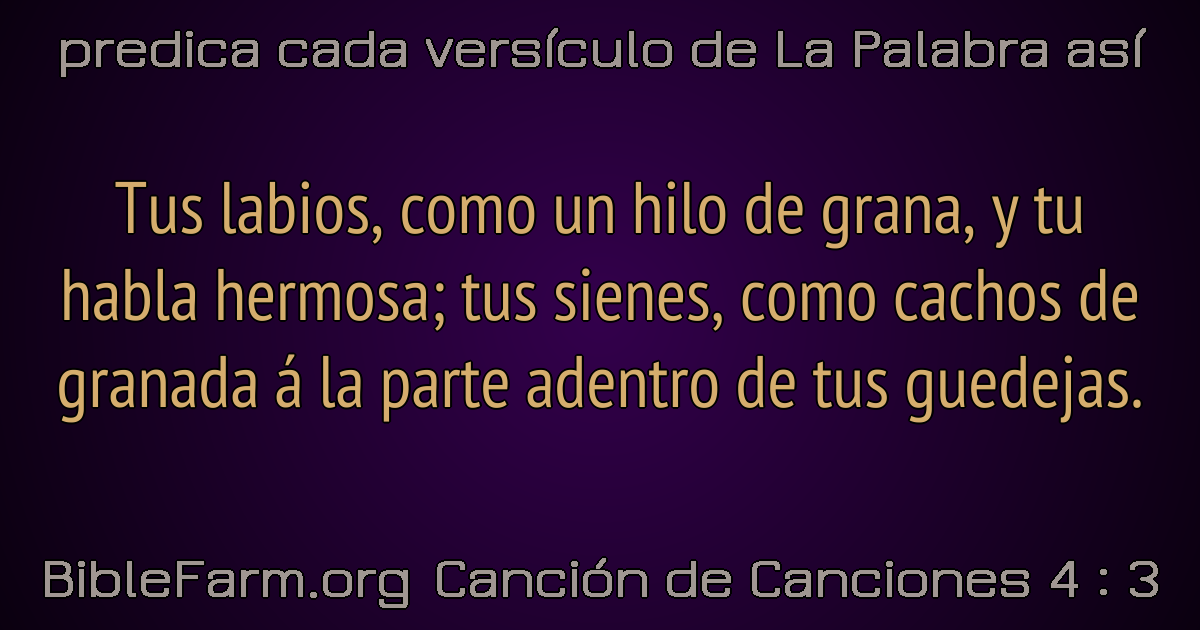 predica cada versículo de La Palabra así
Tus labios, como un hilo de grana, y tu
habla hermosa; tus sienes, como cachos de
granada á la parte adentro de tus guedejas.
BibleFarm.org Canción de Canciones 4 : 3